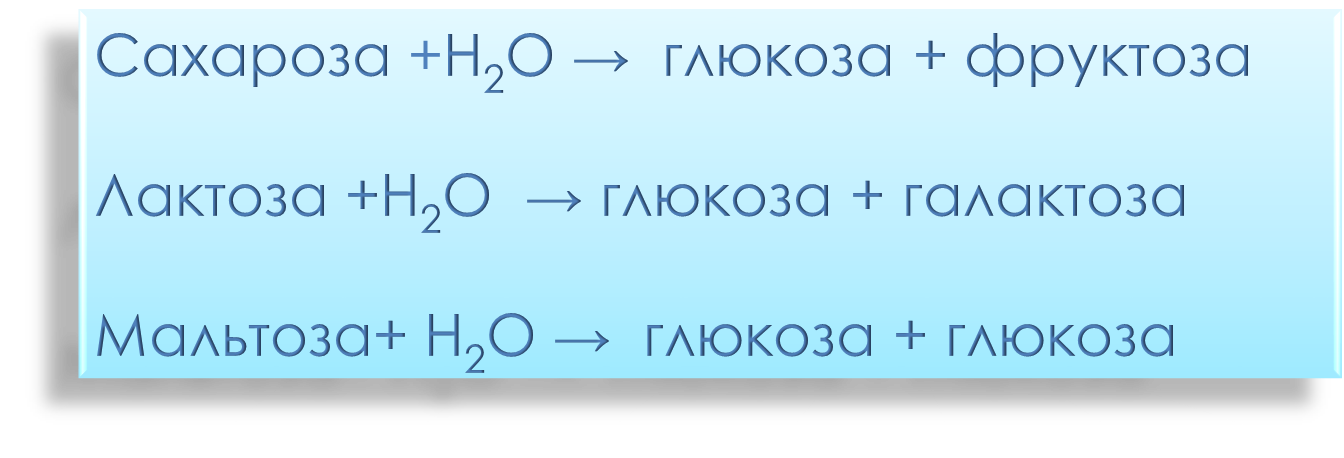 Сахароза +H₂O → глюкоза + фруктоза
Лактоза +H₂O → глюкоза + галактоза
Мальтоза+ H₂O → глюкоза + глюкоза